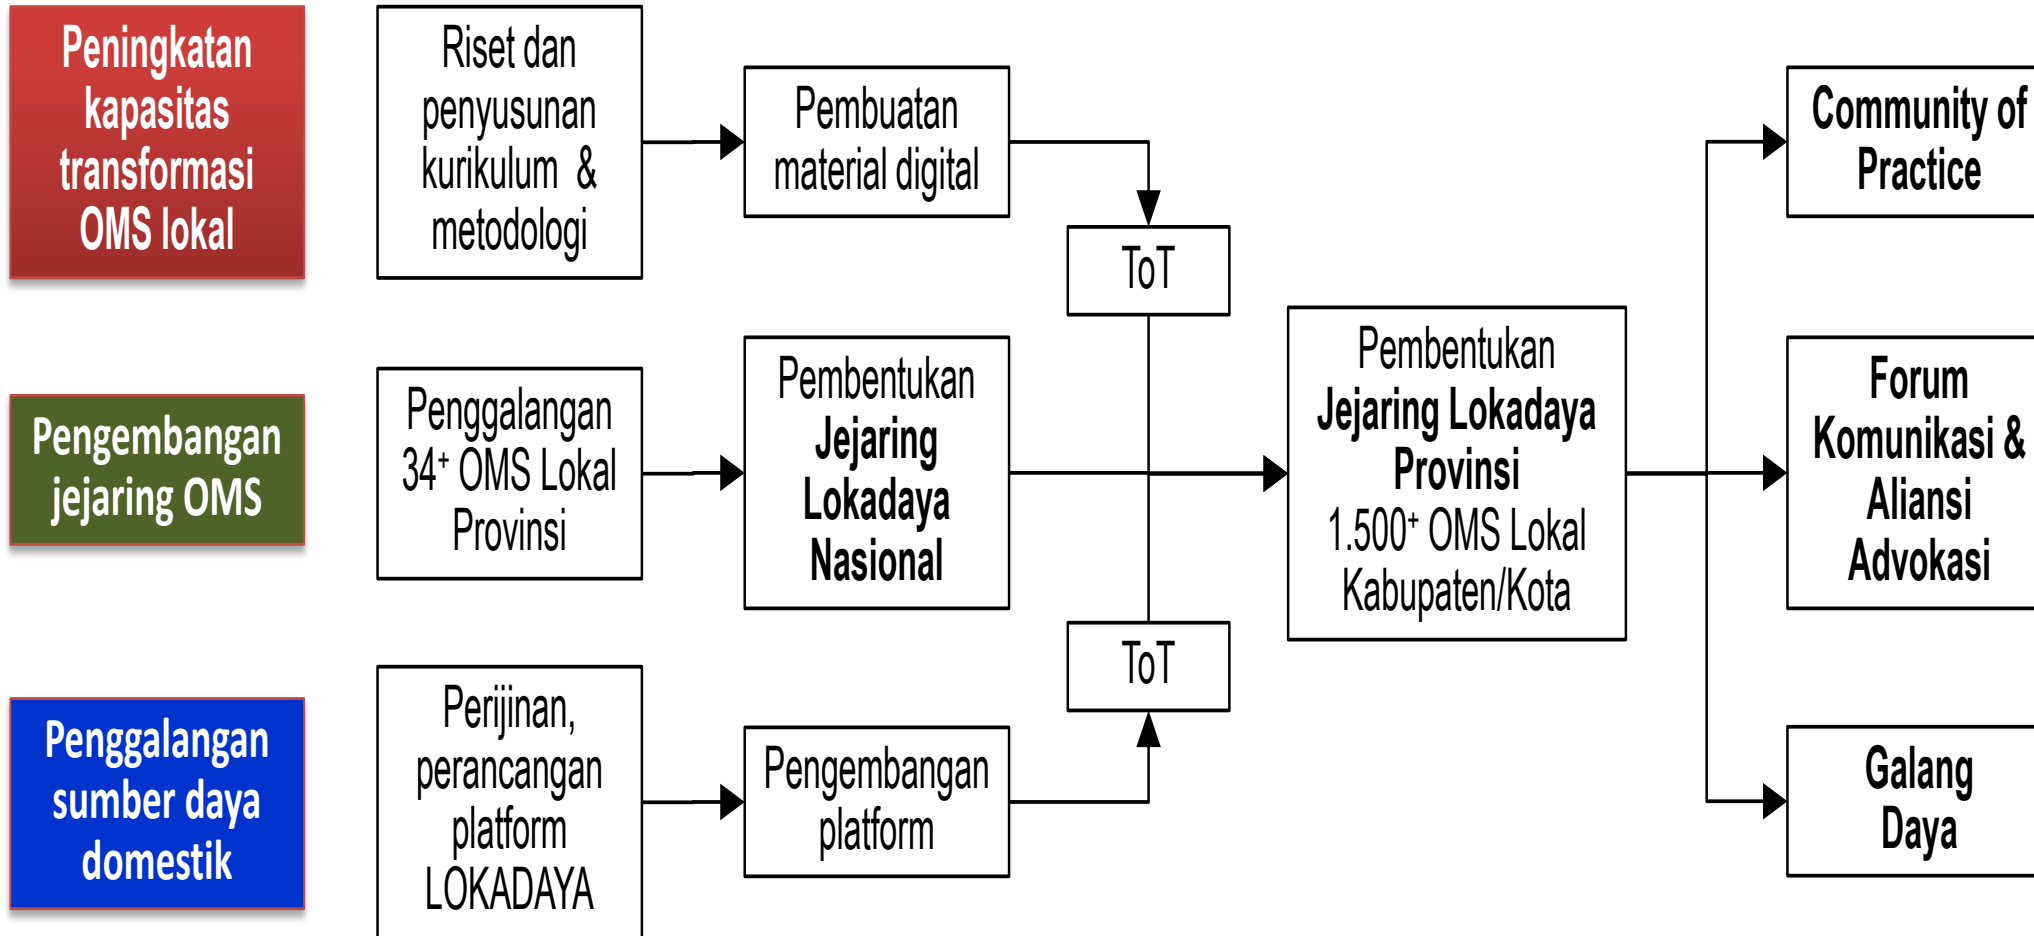 Peningkatan
kapasitas
transformasi
OMS lokal
Riset dan
penyusunan
kurikulum & 
metodologi
Pembuatan
material digital
ToT
Community of
Practice
Pengembangan
jejaring OMS
Penggalangan
34+ OMS Lokal
Provinsi
Pembentukan
Jejaring
Lokadaya
Nasional
Pembentukan
Jejaring Lokadaya
Provinsi
1.500+ OMS Lokal
Kabupaten/Kota
Forum
Komunikasi &
Aliansi
Advokasi
Penggalangan
sumber daya
domestik
Perijinan,
perancangan
platform
LOKADAYA
Pengembangan
platform
ToT
Galang
Daya